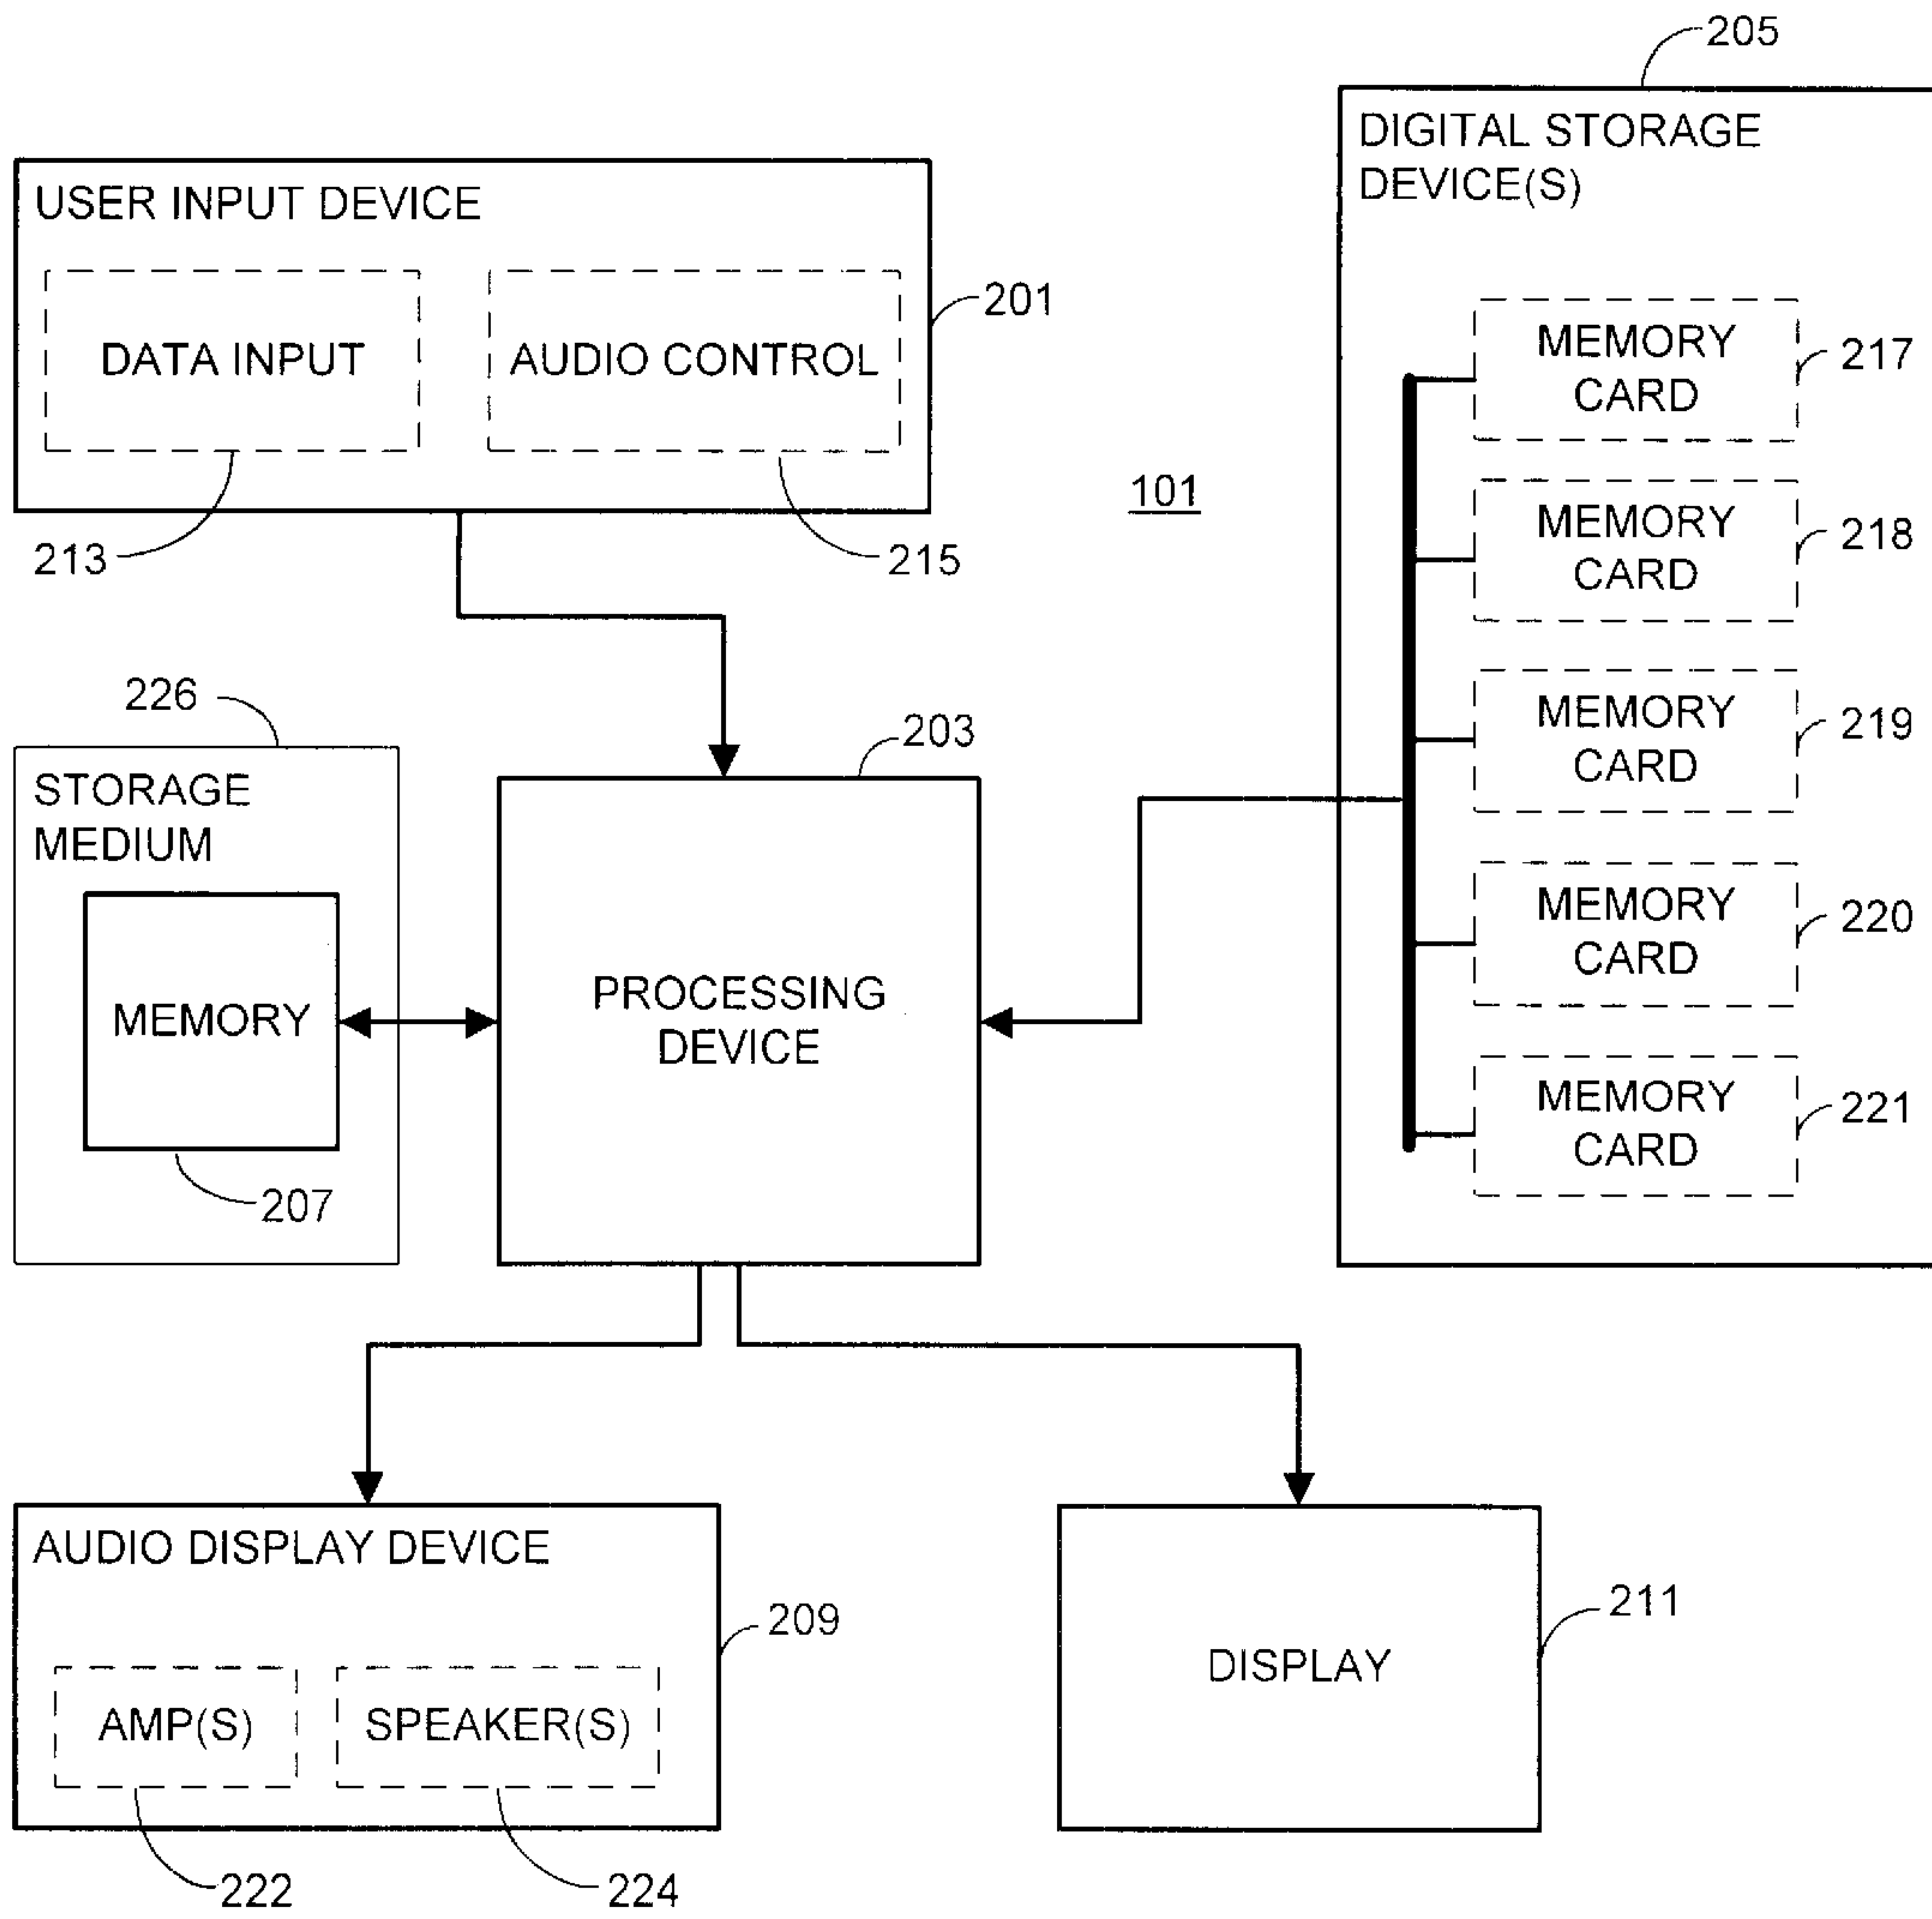 205
DIGITAL STORAGE
DEVICE(S)
USER INPUT DEVICE
201
DATA INPUT
AUDIO CONTROL
MEMORY
CARD
217
101
MEMORY
CARD
218
213
215
226
MEMORY
CARD
219
203
STORAGE
MEDIUM
MEMORY
CARD
220
MEMORY
PROCESSING
DEVICE
MEMORY
CARD
221
207
AUDIO DISPLAY DEVICE
209
211
AMP(S)
SPEAKER(S)
DISPLAY
222
224